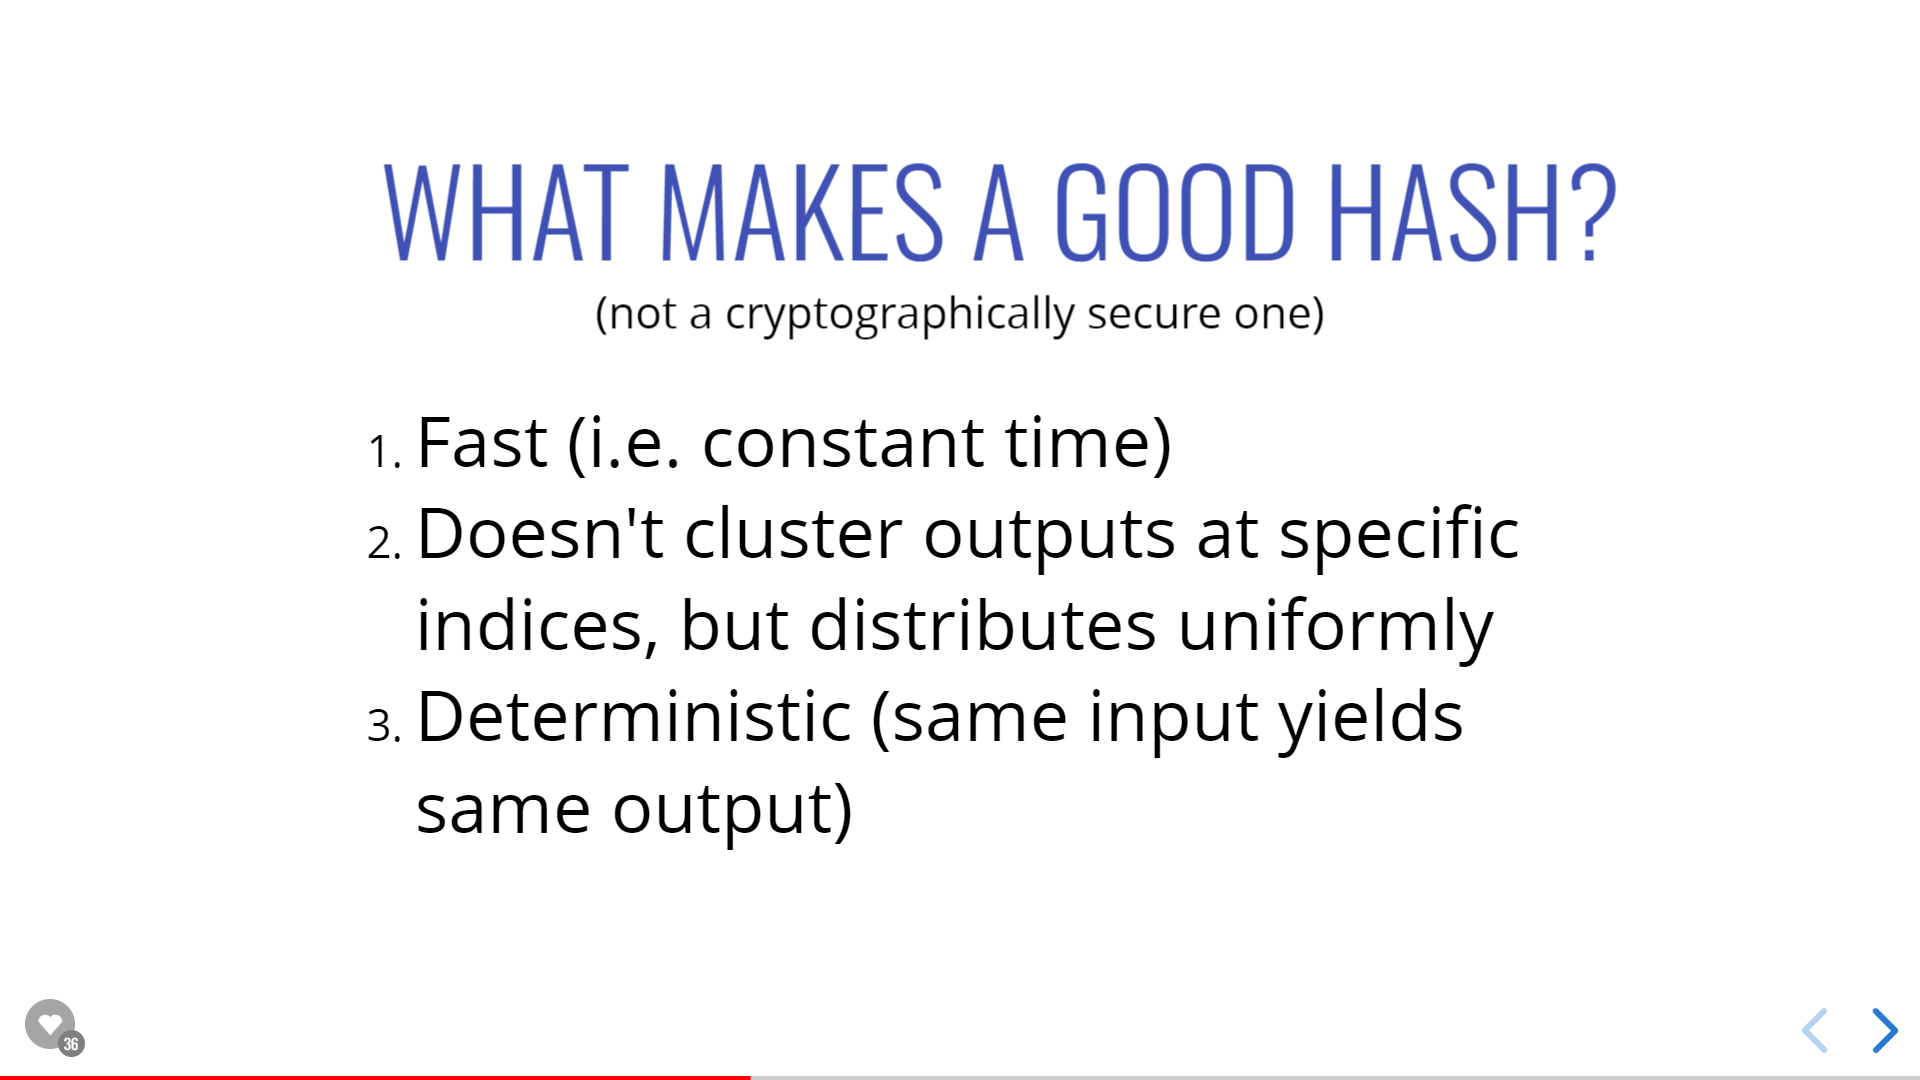 WHAT MAKES A GOOD HASH?
(not a cryptographically secure one)
1. Fast (i.e. constant time)
2. Doesn't cluster outputs at specific
indices, but distributes uniformly
3. Deterministic (same input yields
same output)
36